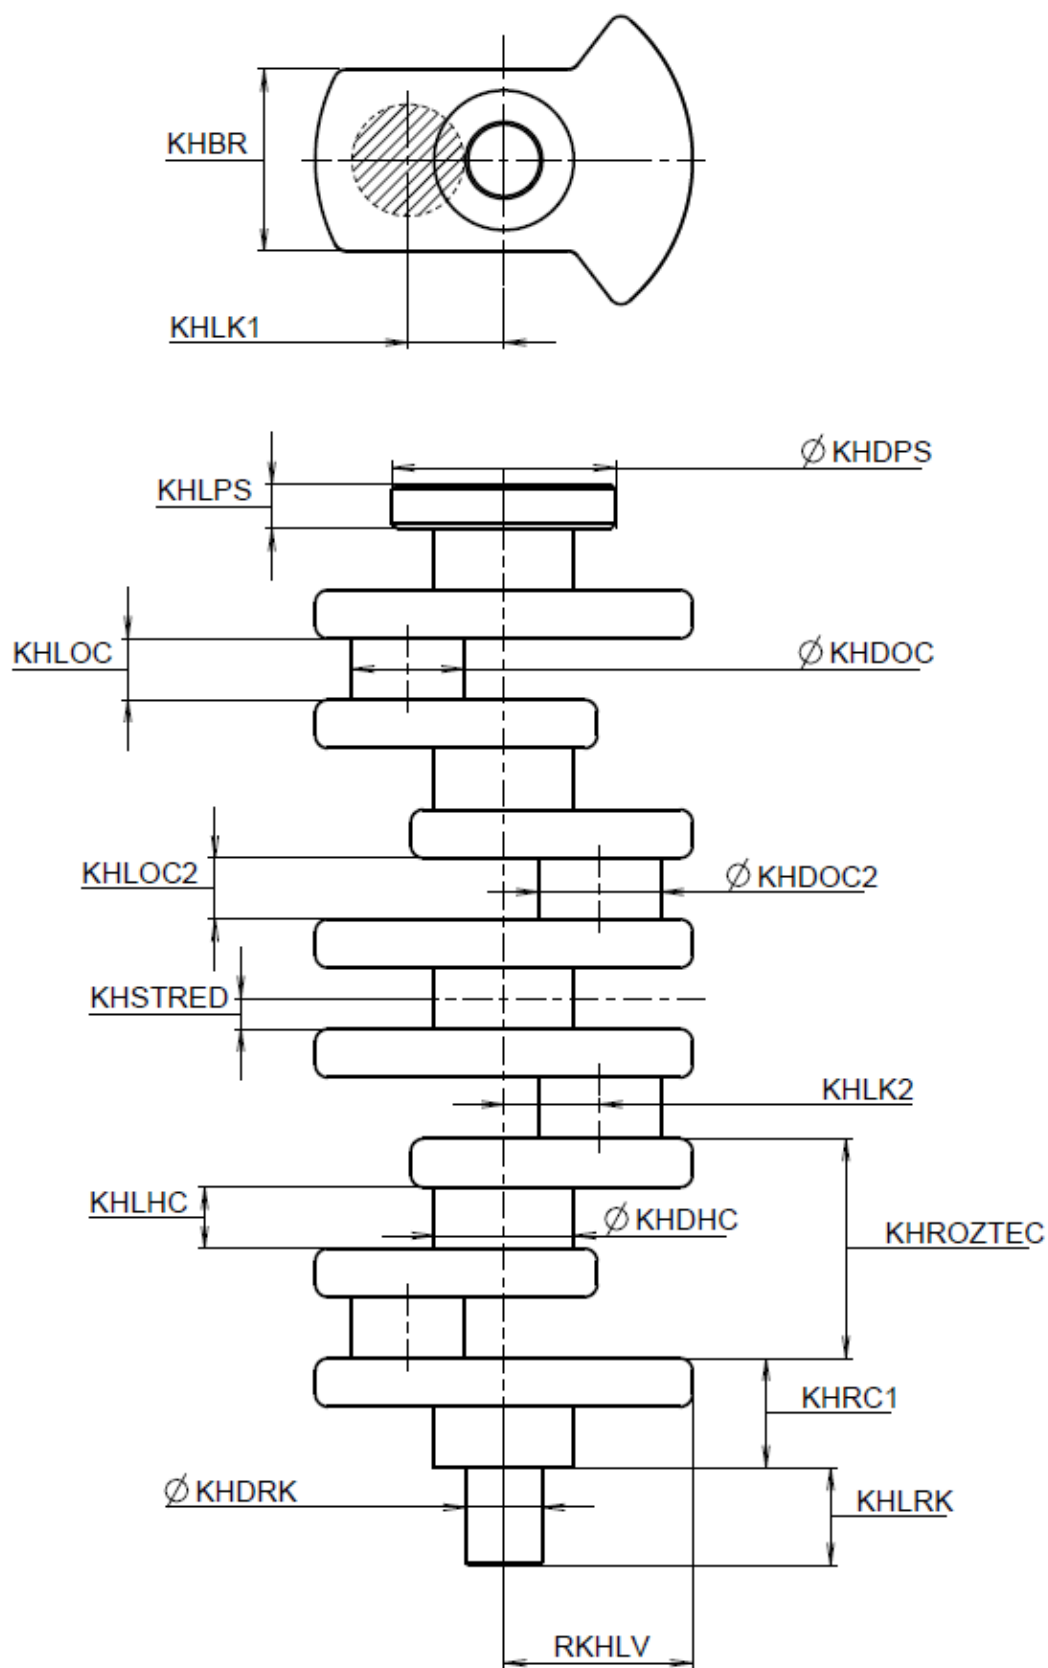 KHBR
KHLK1
⌀ KHDPS
KHLPS
KHLOC
⌀ KHDOC
KHLOC2
⌀ KHDOC2
KHSTRED
KHLK2
KHLHC
⌀ KHDHC
KHROZTEC
KHRC1
⌀ KHDRK
KHLRK
RKHLV